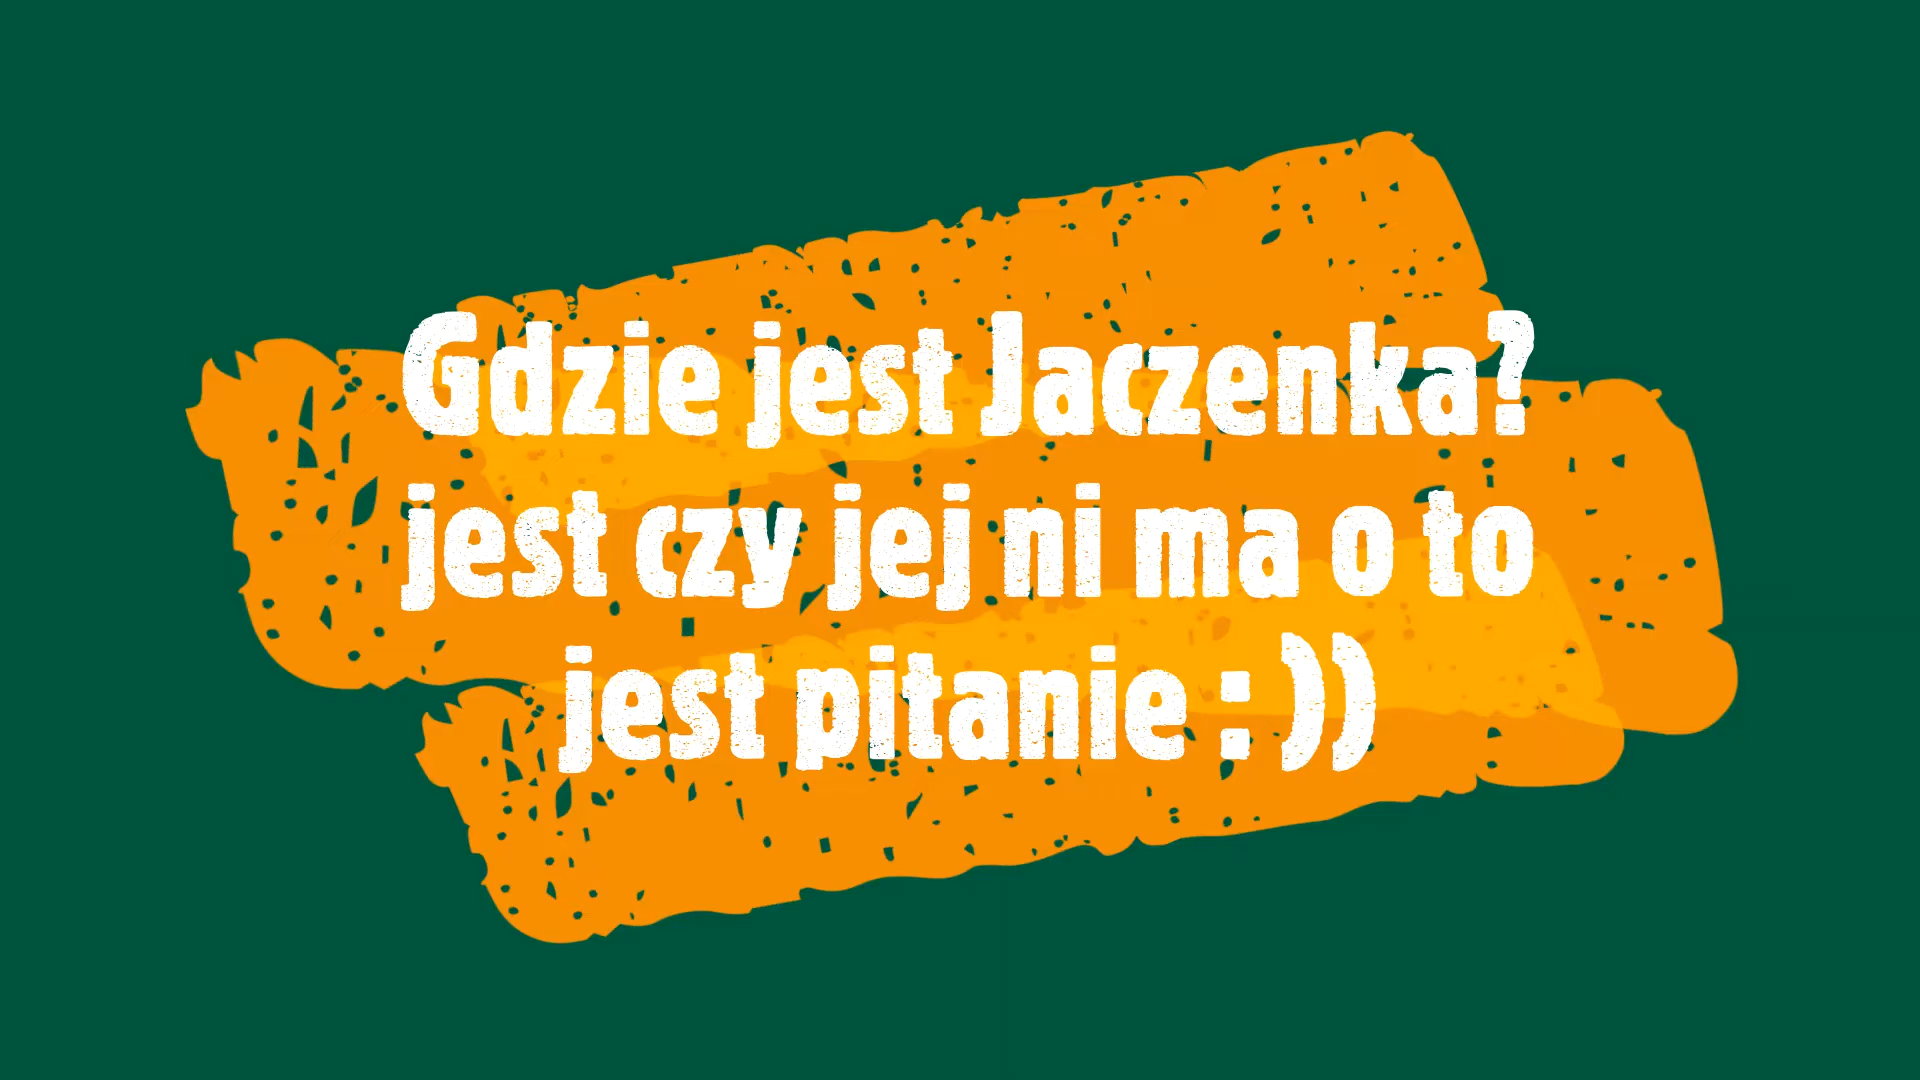 Gdzie jest Jaczenka?
jest czy jej ni ma o to
jest pitanie : ))